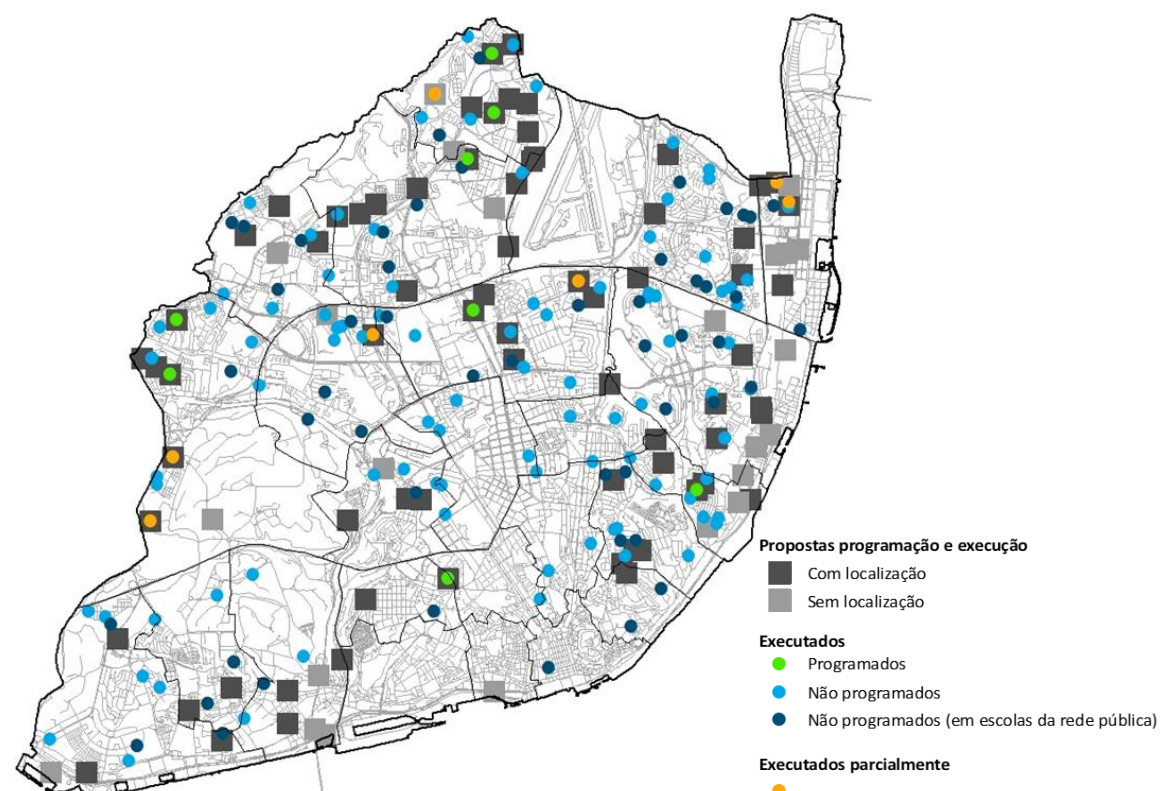 Propostas programação e execução
Com localização
Sem localização
Executados
Programados
Não programados
Não programados (em escolas da rede pública)
Executados parcialmente